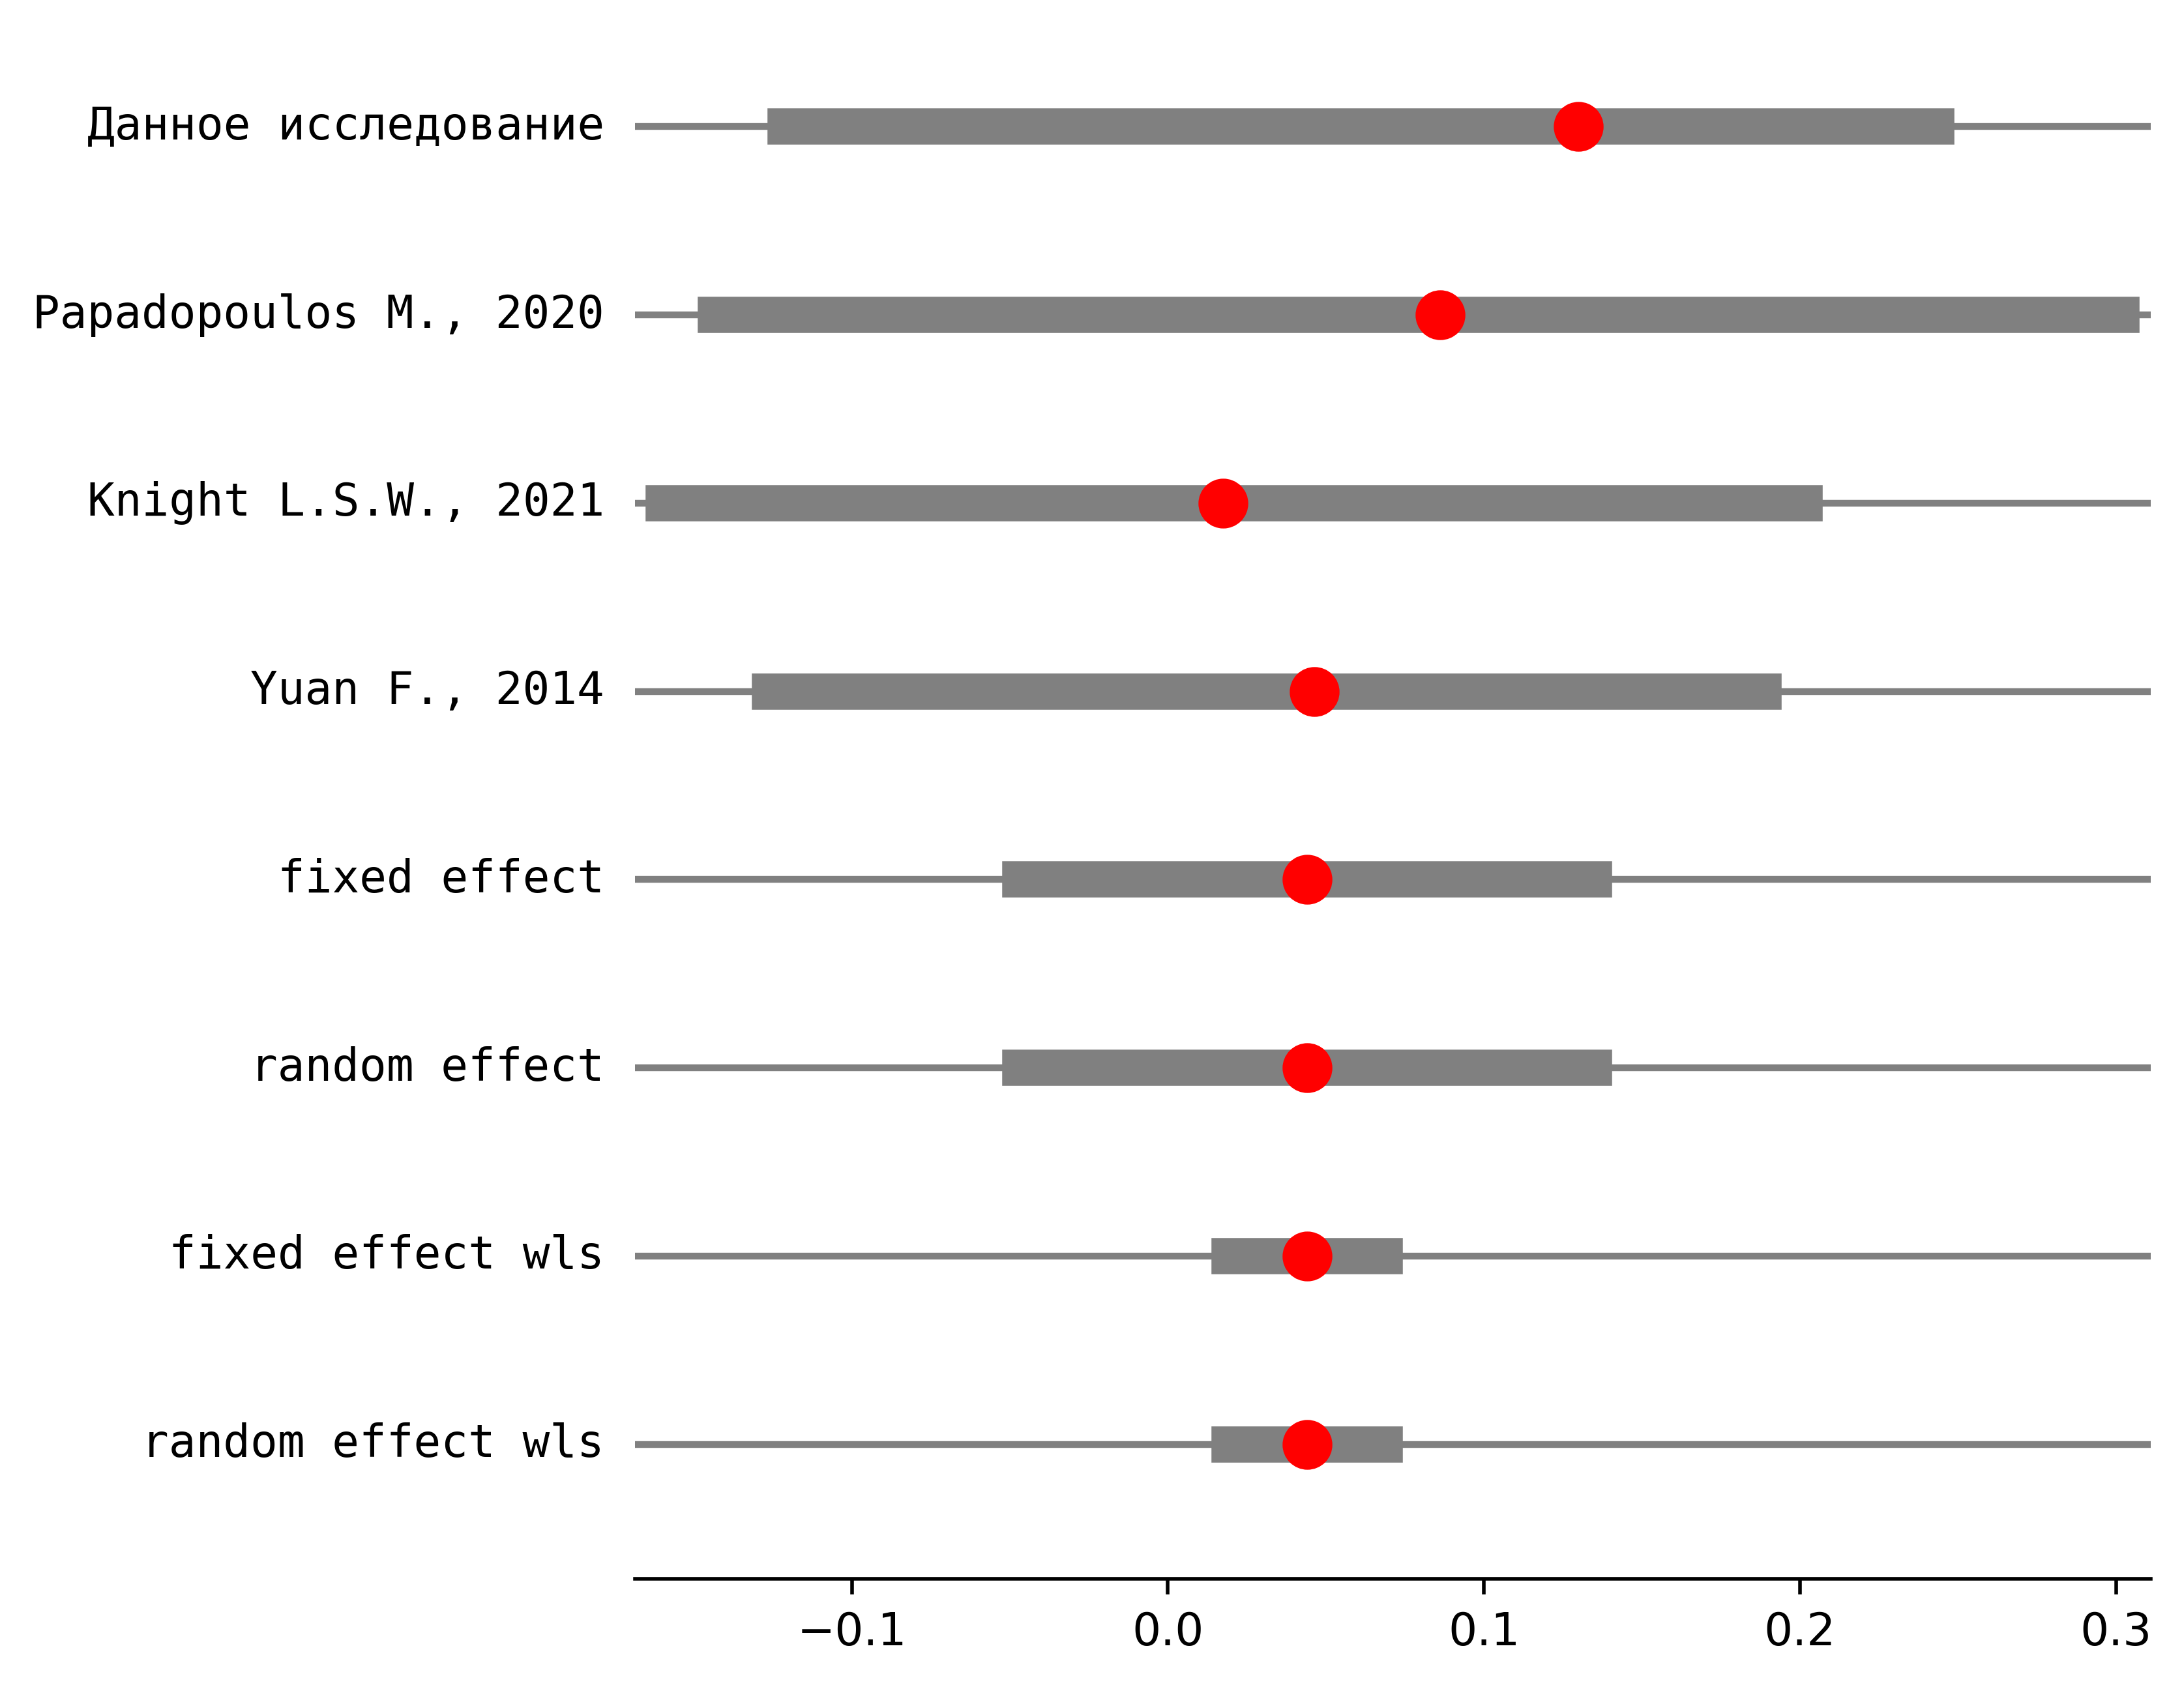 Данное исследование
Papadopoulos M., 2020
Knight L.S.W., 2021
Yuan F., 2014
fixed effect
random effect
fixed effect wls
random effect wls
−0.1 0.0 0.1 0.2 0.3